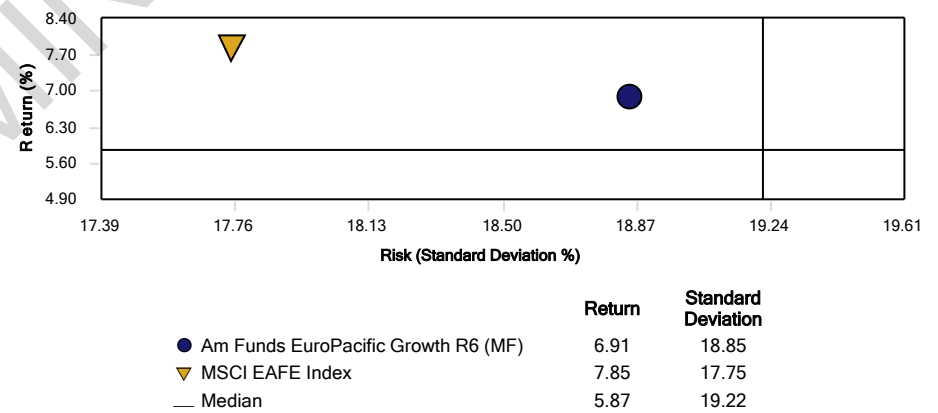 8.40
7.70
7.00
6.30
5.60
4.90
Return (%)
17.39 17.76 18.13 18.50 18.87 19.24 19.61
Risk (Standard Deviation %)
Return Standard Deviation
Am Funds EuroPacific Growth R6 (MF) 6.91 18.85
MSCI EAFE Index 7.85 17.75
Median 5.87 19.22